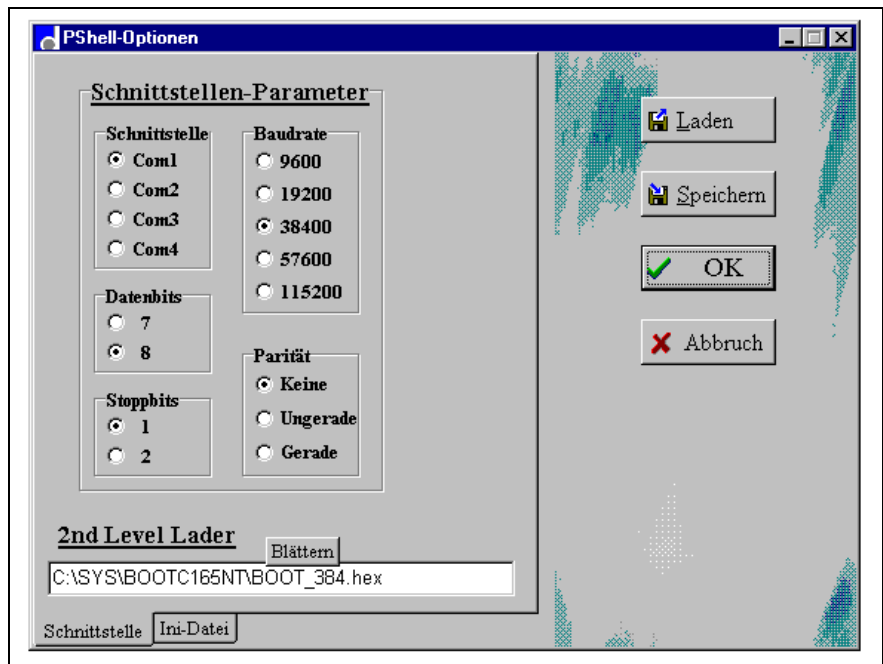 PShell-Optionen
Schnittstellen-Parameter
Schnittstelle
Com1
Com2
Com3
Com4
Datenbits
7
8
Stoppbits
1
2
Baudrate
9600
19200
38400
57600
115200
Parität
Keine
Ungerade
Gerade
2nd Level Lader
Blättern
C:\SYS\BOOTC165NT\BOOT_384.hex
Schnittstelle
Ini-Datei
Laden
Speichern
OK
Abbruch